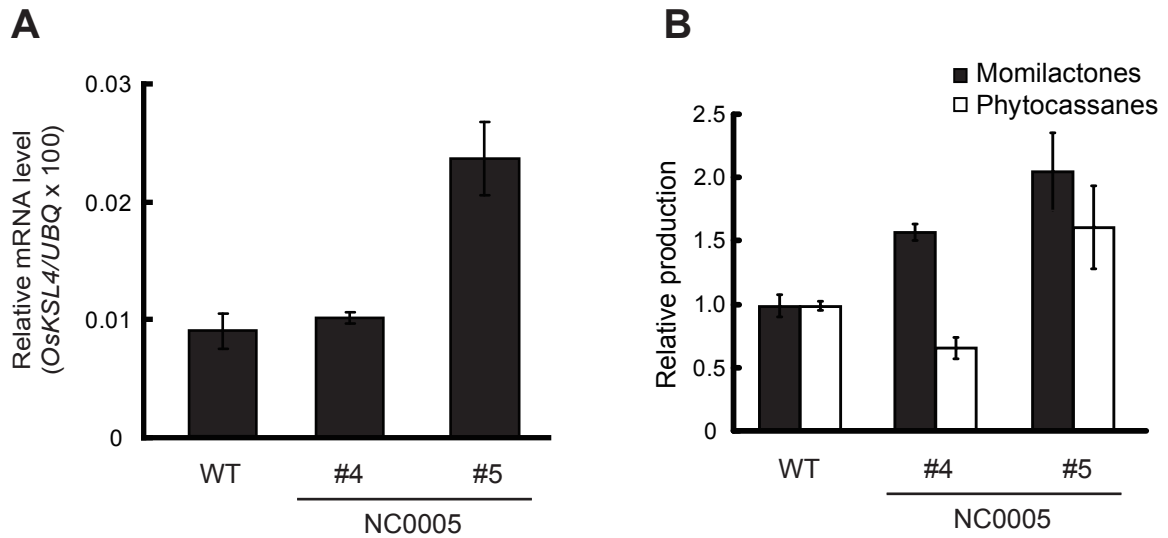 A
Relative mRNA level
(OsKSL4/UBQ x 100)
0.03
0.02
0.01
0
WT
#4
#5
NC0005
B
Momilactones
Phytocassanes
Relative production
2.5
2.0
1.5
1.0
0.5
0
WT
#4
#5
NC0005